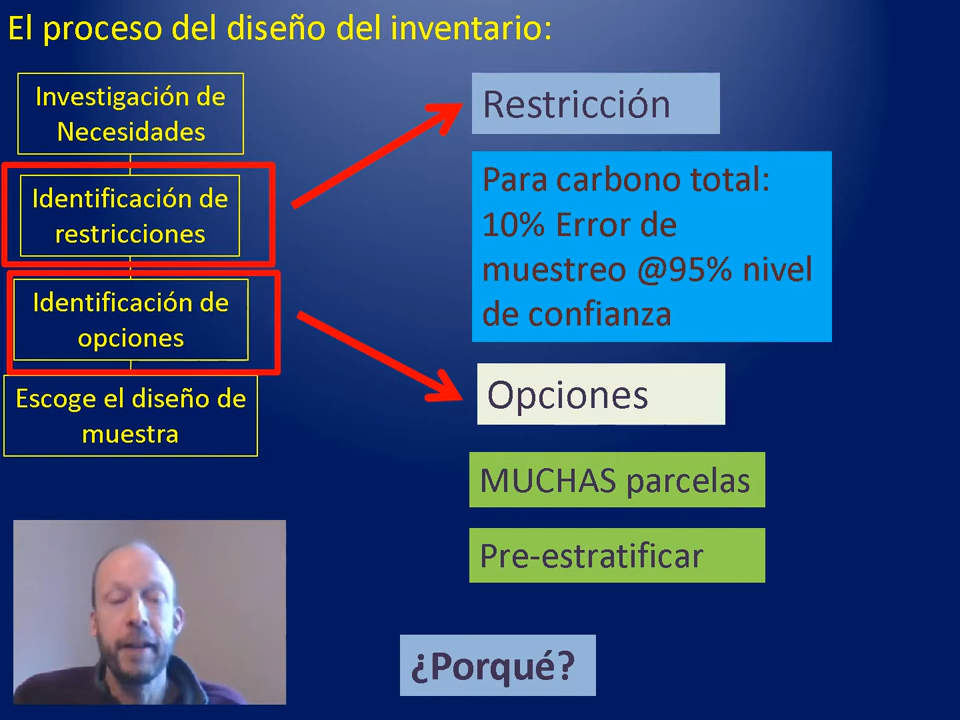 El proceso del diseño del inventario:
Investigación de
Necesidades
Identificación de
restricciones
Identificación de
opciones
Escoge el diseño de
muestra
Restricción
Para carbono total:
10% Error de
muestreo @95% nivel
de confianza
Opciones
MUCHAS parcelas
Pre-estratificar
¿Porqué?